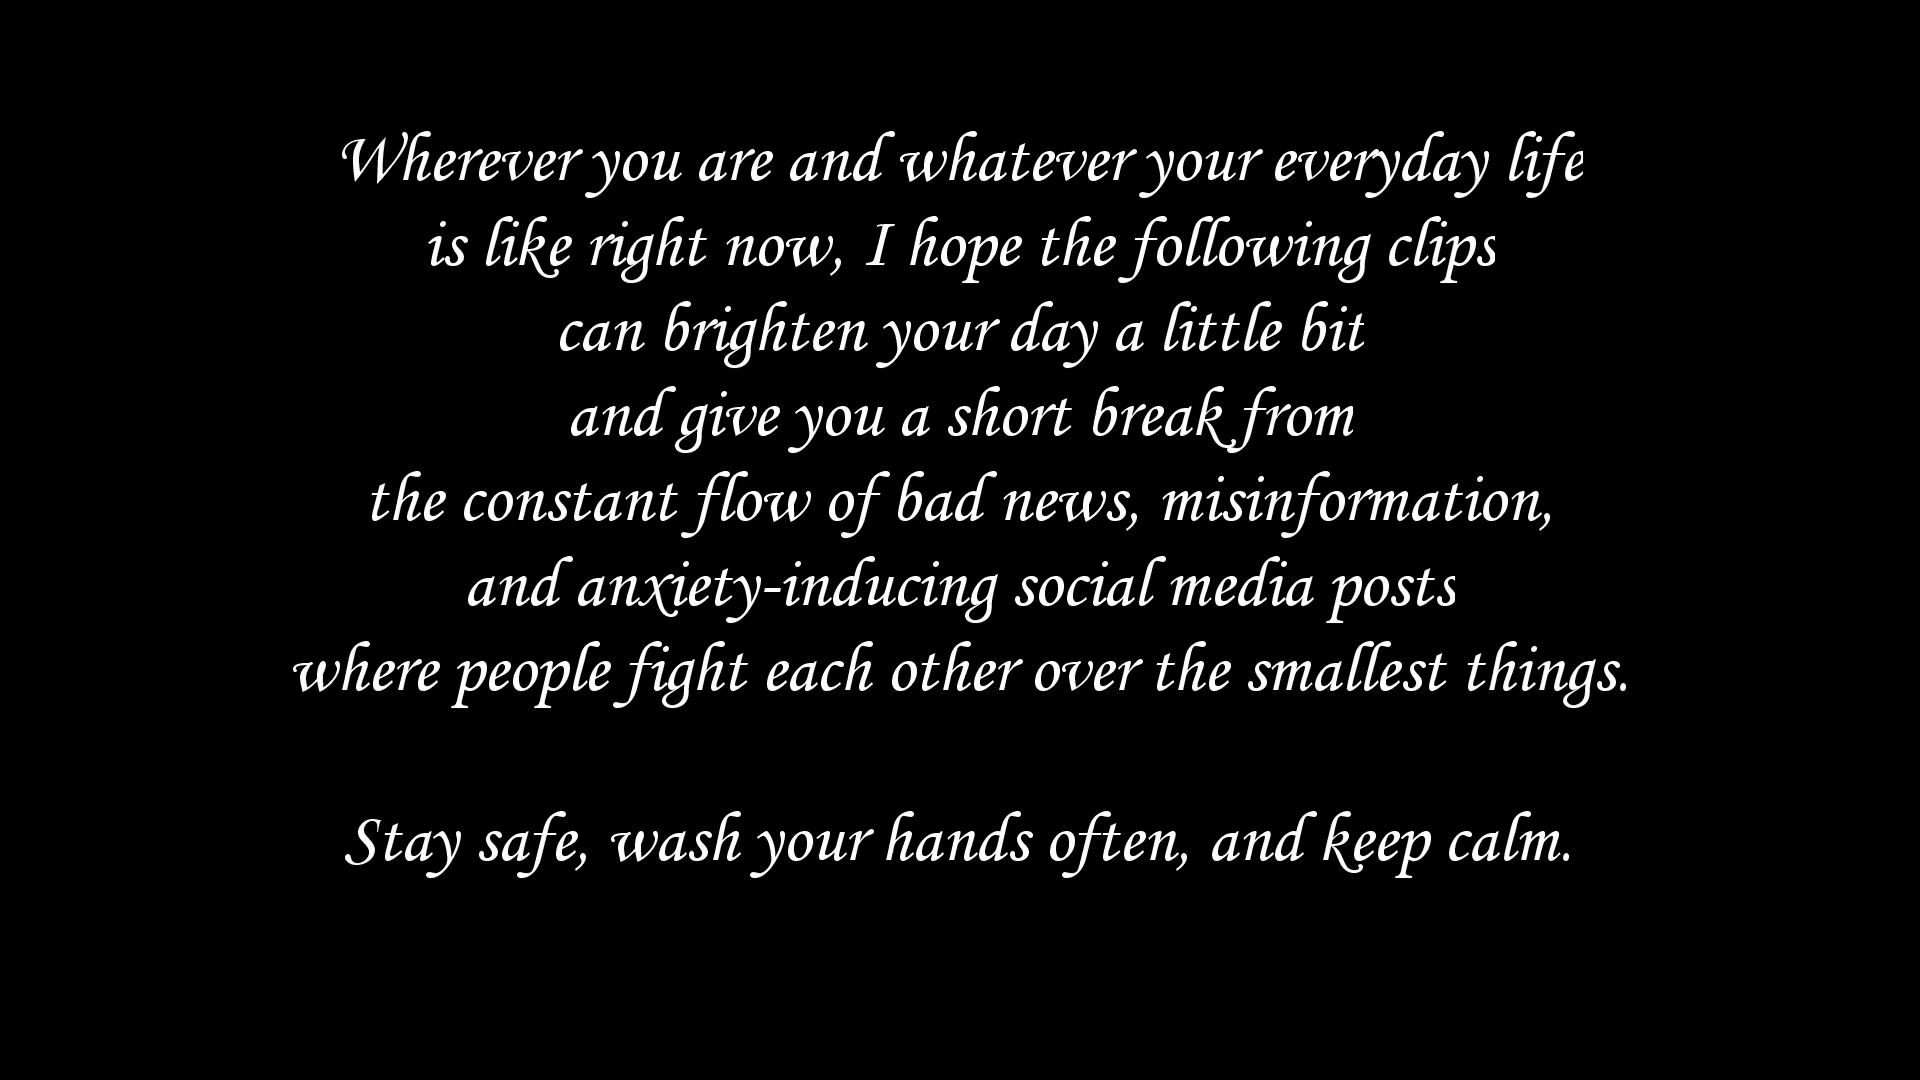 Wherever you are and whatever your everyday life
is like right now, I hope the following clips
can brighten your day a little bit
and give you a short break from
the constant flow of bad news, misinformation,
and anxiety-inducing social media posts
where people fight each other over the smallest things.
Stay safe, wash your hands often, and keep calm.